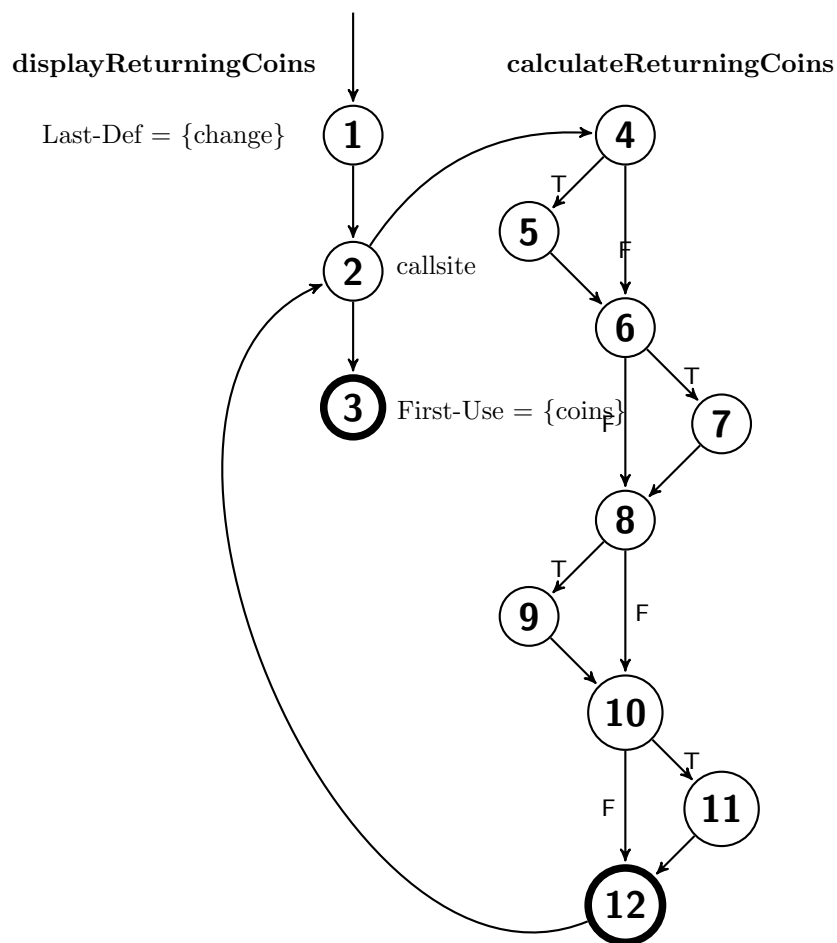 displayReturningCoins
calculateReturningCoins
Last-Def = {change}
1
4
T
5
F
2
callsite
6
T
3
First-Use = {coins}
F
7
8
T
9
F
10
T
F
11
12